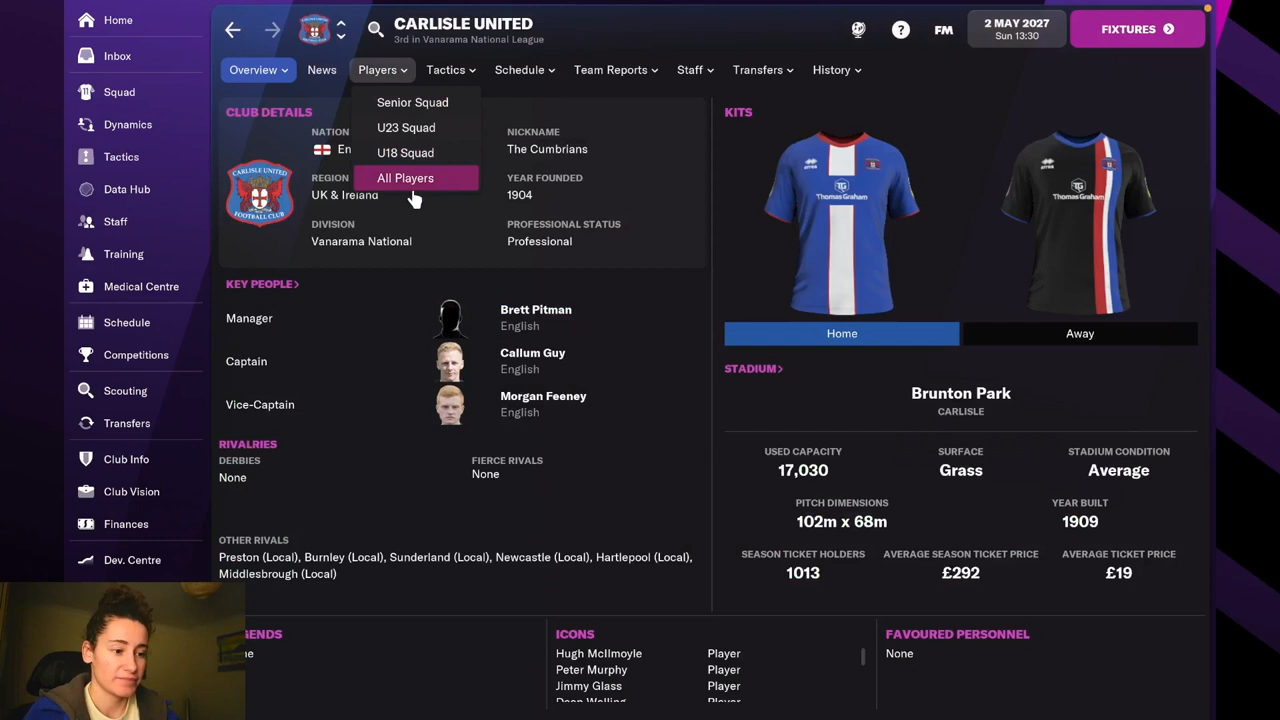 Home
Inbox
Squad
Dynamics
Tactics
Data Hub
Staff
Training
Medical Centre
Schedule
Competitions
Scouting
Transfers
Club Info
Club Vision
Finances
Dev. Centre
CARLISLE UNITED
3rd in Vanarama National League
?
FM
2 MAY 2027
Sun 13:30
FIXTURES
Overview
News
Players
Tactics
Schedule
Team Reports
Staff
Transfers
History
Senior Squad
U23 Squad
U18 Squad
All Players
CLUB DETAILS
NATION
En
NICKNAME
The Cumbrians
REGION
UK & Ireland
YEAR FOUNDED
1904
DIVISION
Vanarama National
PROFESSIONAL STATUS
Professional
KEY PEOPLE>
Manager
Brett Pitman
English
Captain
Callum Guy
English
Vice-Captain
Morgan Feeney
English
RIVALRIES
DERBIES
None
FIERCE RIVALS
None
OTHER RIVALS
Preston (Local), Burnley (Local), Sunderland (Local), Newcastle (Local), Hartlepool (Local),
Middlesbrough (Local)
KITS
Thomas Graham
Thomas Graham
Home
Away
STADIUM>
Brunton Park
CARLISLE
USED CAPACITY
17,030
SURFACE
Grass
STADIUM CONDITION
Average
PITCH DIMENSIONS
102m x 68m
YEAR BUILT
1909
SEASON TICKET HOLDERS
1013
AVERAGE SEASON TICKET PRICE
£292
AVERAGE TICKET PRICE
£19
GENDS
ne
ICONS
Hugh McIlmoyle Player
Peter Murphy Player
Jimmy Glass Player
FAVOURED PERSONNEL
None